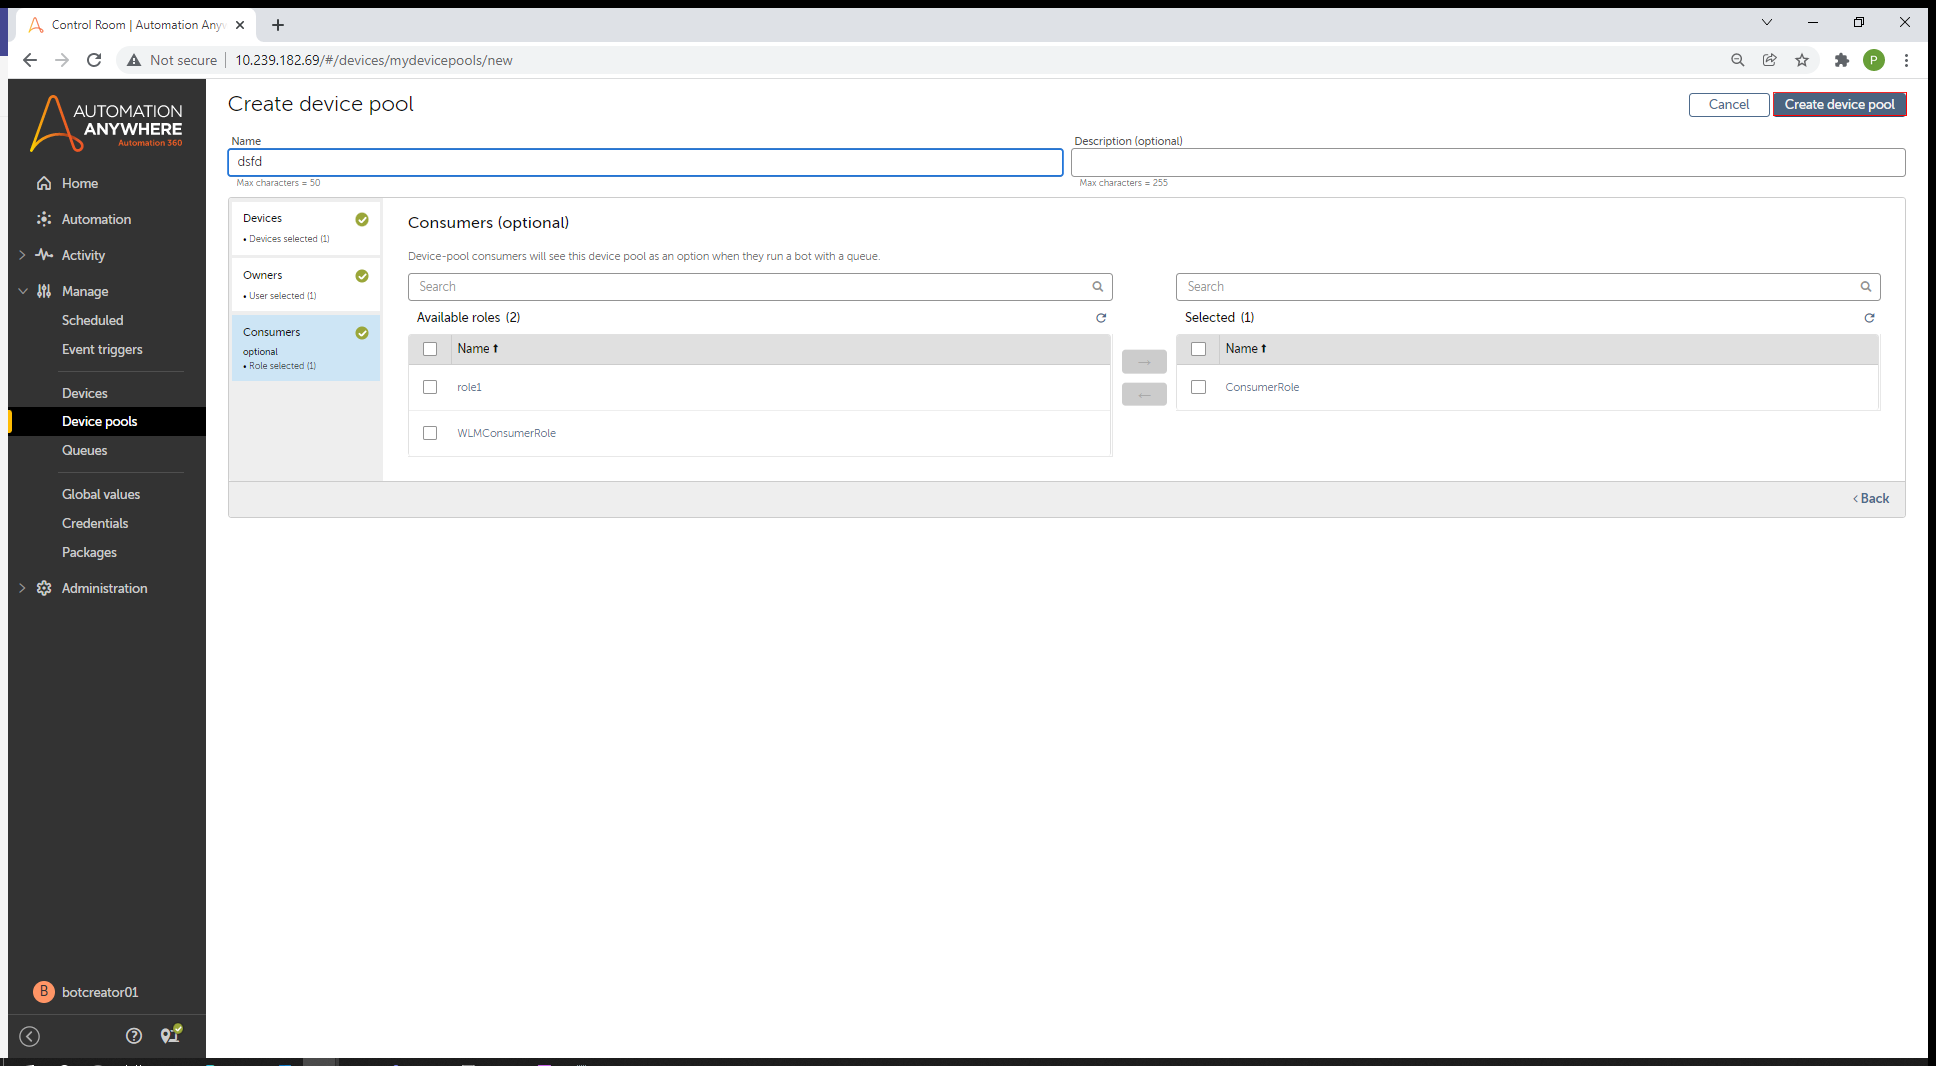 Control Room | Automation Any
Not secure
10.239.182.69/#/devices/mydevicepools/new
P
AUTOMATION
ANYWHERE
Automation 360
Home
Automation
Activity
Manage
Scheduled
Event triggers
Devices
Device pools
Queues
Global values
Credentials
Packages
Administration
B botcreator01
Create device pool
Cancel
Create device pool
Name
dsfd
Max characters = 50
Description (optional)
Max characters = 255
Devices
• Devices selected (1)
Owners
• User selected (1)
Consumers
optional
• Role selected (1)
Consumers (optional)
Device-pool consumers will see this device pool as an option when they run a bot with a queue.
Search
Available roles (2)
Name
role1
WLMConsumerRole
Search
Selected (1)
Name
ConsumerRole
Back